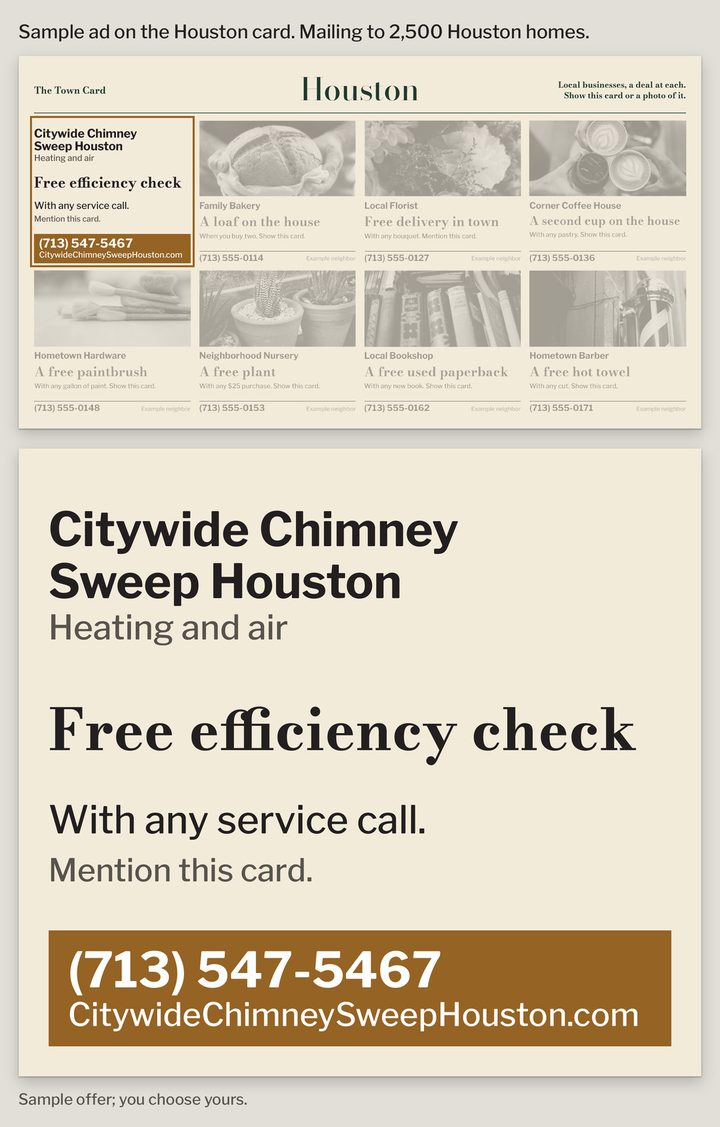 Sample ad on the Houston card. Mailing to 2,500 Houston homes.
The Town Card
Houston
Local businesses, a deal at each.
Show this card or a photo of it.
Citywide Chimney
Sweep Houston
Heating and air
Free efficiency check
With any service call.
Mention this card.
(713) 547-5467
CitywideChimneySweepHouston.com
Family Bakery
A loaf on the house
When you buy two. Show this card.
(713) 555-0114
Example neighbor
Local Florist
Free delivery in town
With any bouquet. Mention this card.
(713) 555-0127
Example neighbor
Corner Coffee House
A second cup on the house
With any pastry. Show this card.
(713) 555-0136
Example neighbor
Hometown Hardware
A free paintbrush
With any gallon of paint. Show this card.
(713) 555-0148
Example neighbor
Neighborhood Nursery
A free plant
With any $25 purchase. Show this card.
(713) 555-0153
Example neighbor
Local Bookshop
A free used paperback
With any new book. Show this card.
(713) 555-0162
Example neighbor
Hometown Barber
A free hot towel
With any cut. Show this card.
(713) 555-0171
Example neighbor
Citywide Chimney
Sweep Houston
Heating and air
Free efficiency check
With any service call.
Mention this card.
(713) 547-5467
CitywideChimneySweepHouston.com
Sample offer; you choose yours.